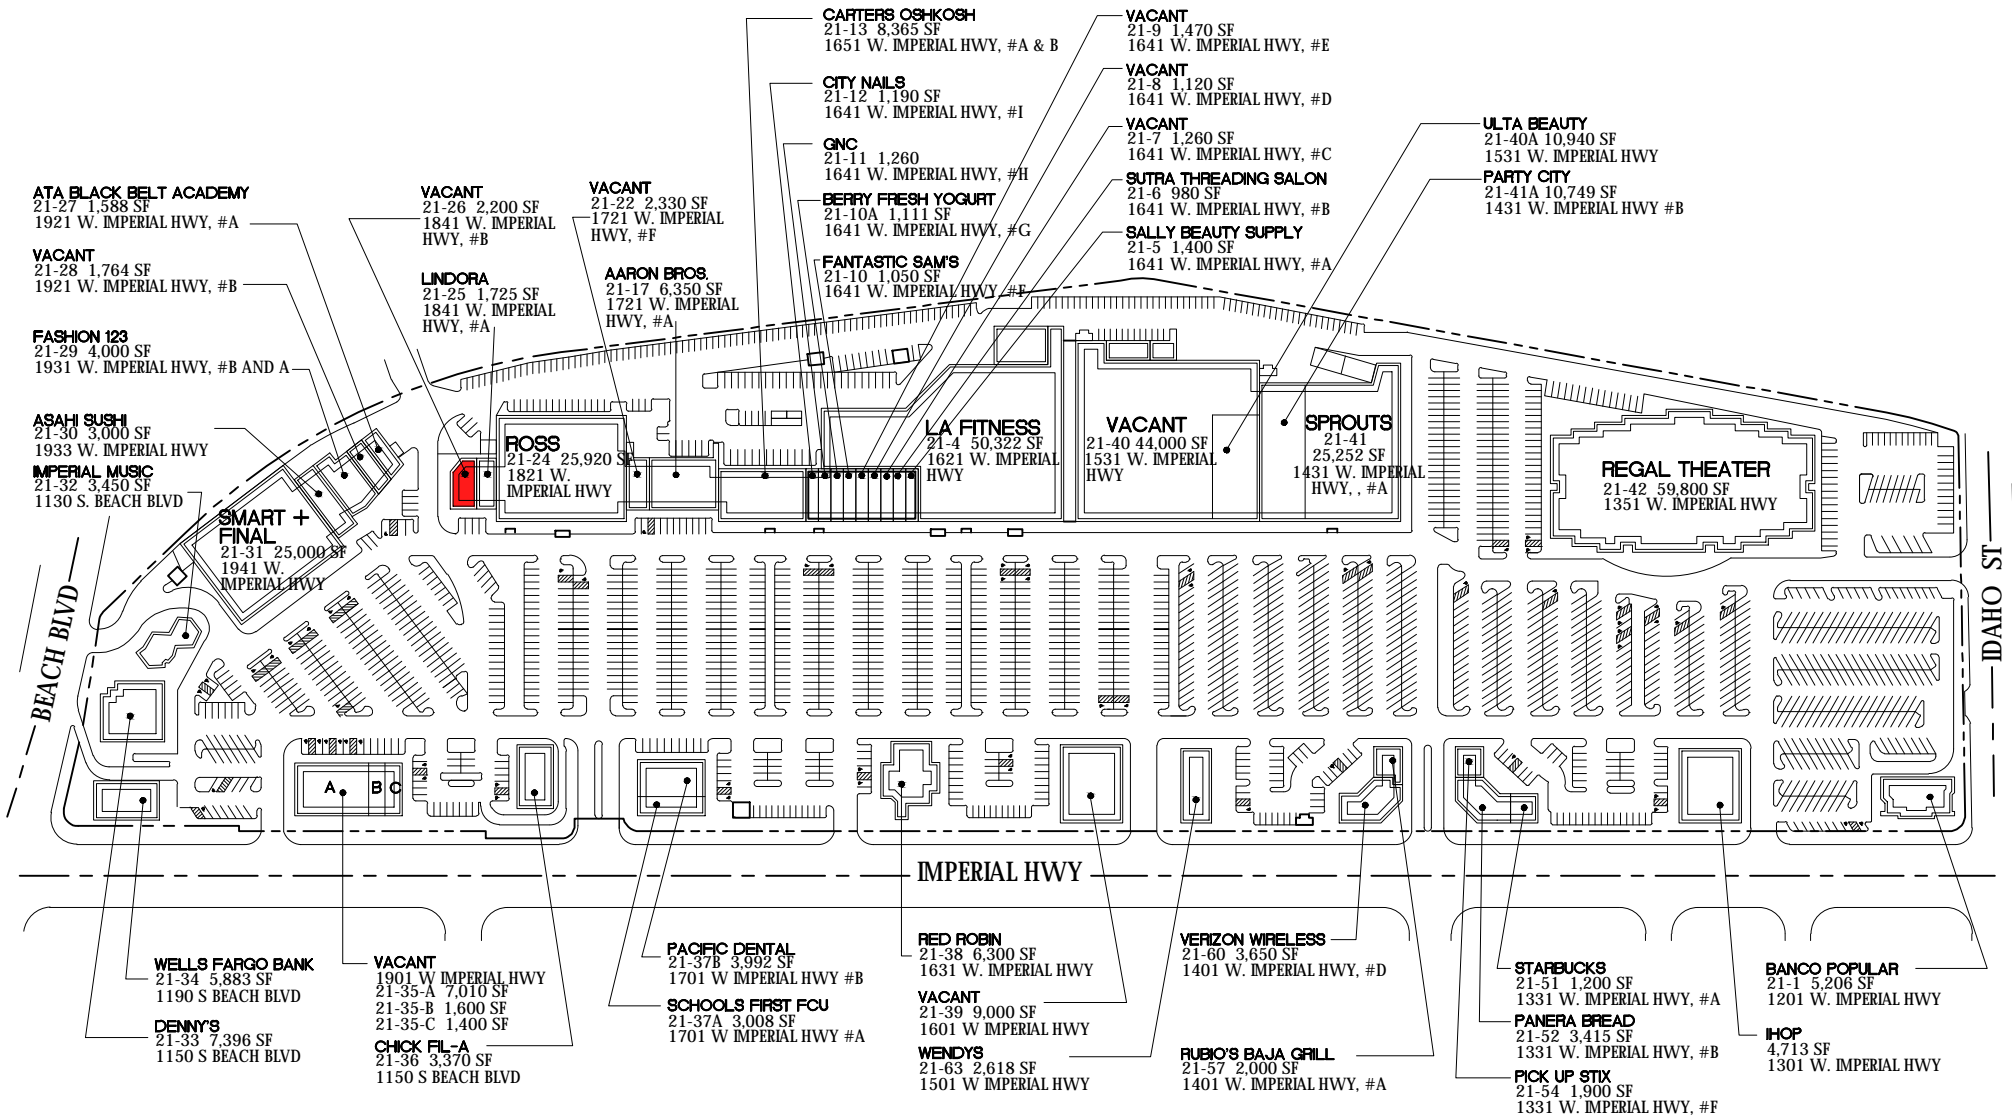 CARTERS OSHKOSH
21-13 8,365 SF
1651 W. IMPERIAL HWY, #A & B
CITY NAILS
21-12 1,190 SF
1641 W. IMPERIAL HWY, #I
GNC
21-11 1,260
1641 W. IMPERIAL HWY, #H
BERRY FRESH YOGURT
21-10A 1,111 SF
1641 W. IMPERIAL HWY, #G
FANTASTIC SAM'S
21-10 1,050 SF
1641 W. IMPERIAL HWY, #F
VACANT
21-9 1,470 SF
1641 W. IMPERIAL HWY, #E
VACANT
21-8 1,120 SF
1641 W. IMPERIAL HWY, #D
VACANT
21-7 1,260 SF
1641 W. IMPERIAL HWY, #C
SUTRA THREADING SALON
21-6 980 SF
1641 W. IMPERIAL HWY, #B
SALLY BEAUTY SUPPLY
21-5 1,400 SF
1641 W. IMPERIAL HWY, #A
ULTA BEAUTY
21-40A 10,940 SF
1531 W. IMPERIAL HWY
PARTY CITY
21-41A 10,749 SF
1431 W. IMPERIAL HWY #B
ATA BLACK BELT ACADEMY
21-27 1,588 SF
1921 W. IMPERIAL HWY, #A
VACANT
21-28 1,764 SF
1921 W. IMPERIAL HWY, #B
FASHION 123
21-29 4,000 SF
1931 W. IMPERIAL HWY, #B AND A
ASAHI SUSHI
21-30 3,000 SF
1933 W. IMPERIAL HWY
IMPERIAL MUSIC
21-32 3,450 SF
1130 S. BEACH BLVD
VACANT
21-26 2,200 SF
1841 W. IMPERIAL
HWY, #B
LINDORA
21-25 1,725 SF
1841 W. IMPERIAL
HWY, #A
VACANT
21-22 2,330 SF
1721 W. IMPERIAL
HWY, #F
AARON BROS.
21-17 6,350 SF
1721 W. IMPERIAL
HWY, #A
SMART +
FINAL
21-31 25,000 SF
1941 W.
IMPERIAL HWY
ROSS
21-24 25,920 SF
1821 W.
IMPERIAL HWY
LA FITNESS
21-4 50,322 SF
1621 W. IMPERIAL
HWY
VACANT
21-40 44,000 SF
1531 W. IMPERIAL
HWY
SPROUTS
21-41
25,252 SF
1431 W. IMPERIAL
HWY, , #A
REGAL THEATER
21-42 59,800 SF
1351 W. IMPERIAL HWY
BEACH BLVD
IDAHO ST
A B C
IMPERIAL HWY
WELLS FARGO BANK
21-34 5,883 SF
1190 S BEACH BLVD
DENNY'S
21-33 7,396 SF
1150 S BEACH BLVD
VACANT
1901 W IMPERIAL HWY
21-35-A 7,010 SF
21-35-B 1,600 SF
21-35-C 1,400 SF
CHICK FIL-A
21-36 3,370 SF
1150 S BEACH BLVD
PACIFIC DENTAL
21-37B 3,992 SF
1701 W IMPERIAL HWY #B
SCHOOLS FIRST FCU
21-37A 3,008 SF
1701 W IMPERIAL HWY #A
RED ROBIN
21-38 6,300 SF
1631 W. IMPERIAL HWY
VACANT
21-39 9,000 SF
1601 W IMPERIAL HWY
WENDYS
21-63 2,618 SF
1501 W IMPERIAL HWY
VERIZON WIRELESS
21-60 3,650 SF
1401 W. IMPERIAL HWY, #D
RUBIO'S BAJA GRILL
21-57 2,000 SF
1401 W. IMPERIAL HWY, #A
STARBUCKS
21-51 1,200 SF
1331 W. IMPERIAL HWY, #A
PANERA BREAD
21-52 3,415 SF
1331 W. IMPERIAL HWY, #B
PICK UP STIX
21-54 1,900 SF
1331 W. IMPERIAL HWY, #F
BANCO POPULAR
21-1 5,206 SF
1201 W. IMPERIAL HWY
IHOP
4,713 SF
1301 W. IMPERIAL HWY